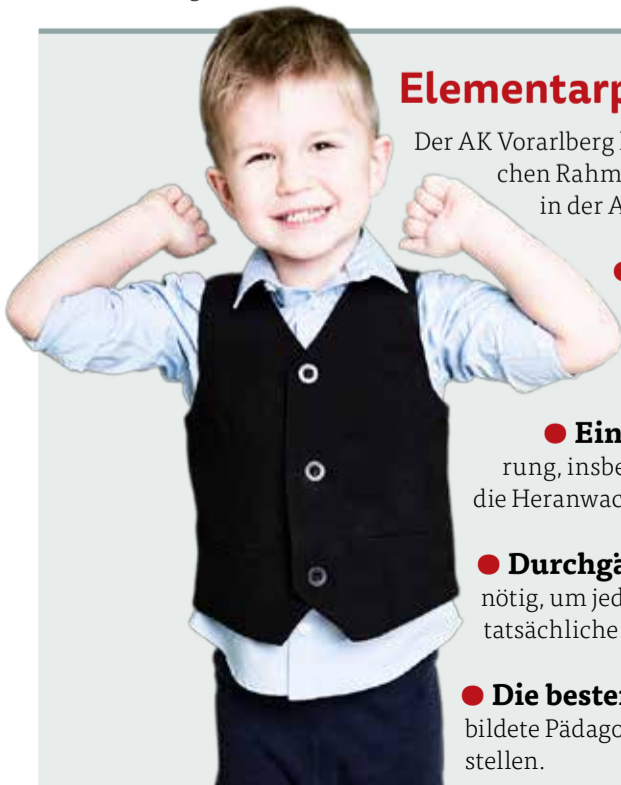 Elementarp
Der AK Vorarlberg
chen Rahm
in der A
●
● Ein
rung, insbe
die Heranwac
● Durchgä
nötig, um jed
tatsächliche
● Die bester
bildete Pädago
stellen.